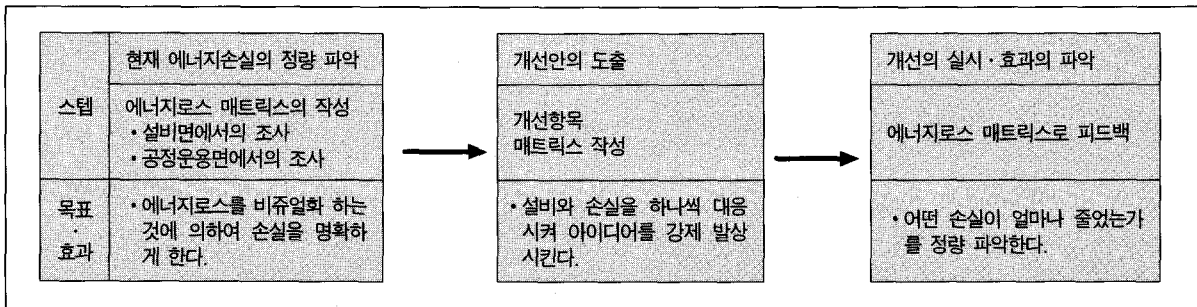 스텝
현재 에너지손실의 정량 파악
에너지로스 매트릭스의 작성
• 설비면에서의 조사
• 공정운용면에서의 조사
목표
·
효과
• 에너지로스를 비쥬얼화 하는
것에 의하여 손실을 명확하
게 한다.
개선안의 도출
개선항목
매트릭스 작성
• 설비와 손실을 하나씩 대응
시켜 아이디어를 강제 발상
시킨다.
개선의 실시 · 효과의 파악
에너지로스 매트릭스로 피드백
• 어떤 손실이 얼마나 줄었는가
를 정량 파악한다.